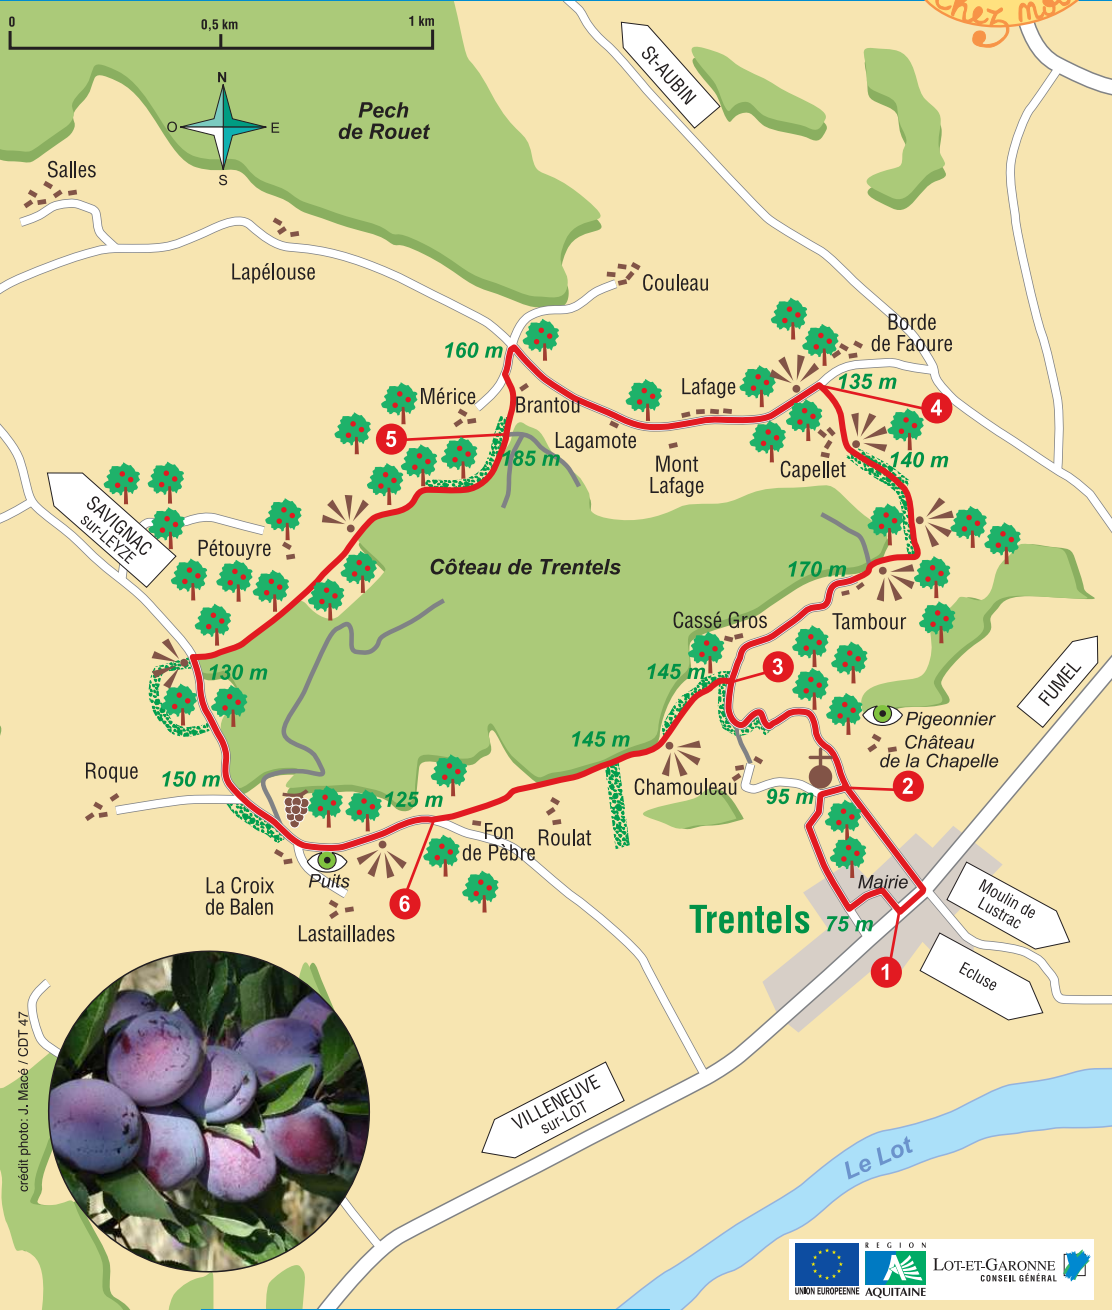 chez moi
0
0,5 km
1 km
N
O
E
S
Pech
de Rouet
St-AUBIN
Salles
Lapélouse
Couleau
Borde
de Faoure
160 m
Mérice
Brantou
Lafage
135 m
4
5
Lagamote
185 m
Mont
Lafage
Capellet
140 m
SAVIGNAC
sur-LEYZE
Pétouyre
Côteau de Trentels
170 m
Cassé Gros
Tambour
130 m
145 m
3
FUMEL
Pigeonnier
Château
de la Chapelle
145 m
Roque
150 m
125 m
Chamouleau
95 m
2
Fon
de Pèbre
Roulat
La Croix
de Balen
Puits
6
Mairie
Moulin de
Lustrac
Lastaillades
Trentels
75 m
1
Ecluse
crédit photo: J. Macé / CDT 47
VILLENEUVE
sur-LOT
Le Lot
UNION EUROPEENNE
REGION
AQUITAINE
LOT-ET-GARONNE
CONSEIL GÉNÉRAL